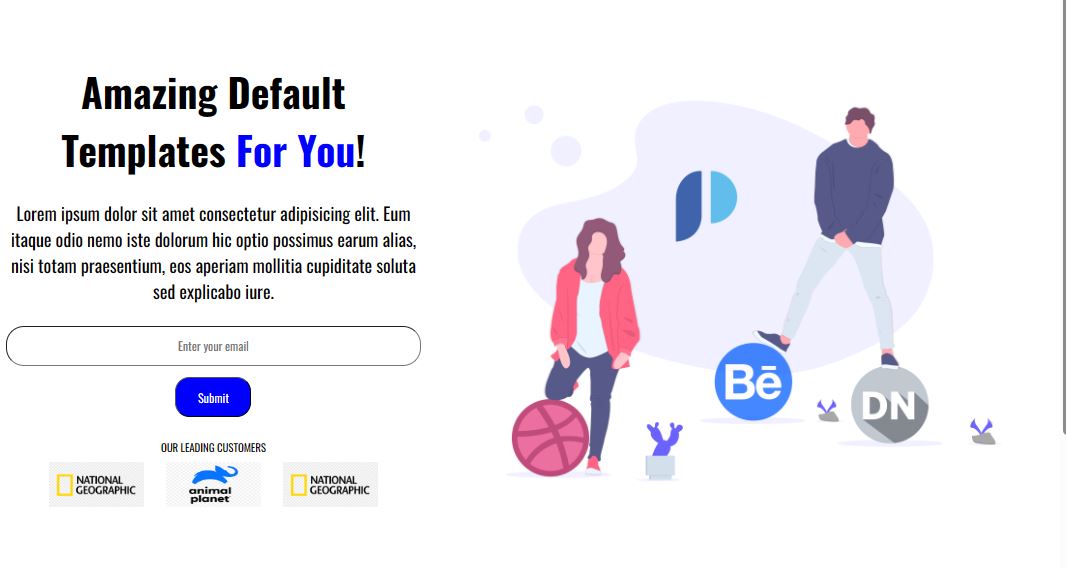 Amazing Default
Templates For You!
Lorem ipsum dolor sit amet consectetur adipisicing elit. Eum
itaque odio nemo iste dolorum hic optio possimus earum alias,
nisi totam praesentium, eos aperiam mollitia cupiditate soluta
sed explicabo iure.
Enter your email
Submit
OUR LEADING CUSTOMERS
NATIONAL
GEOGRAPHIC
animal
planet
NATIONAL
GEOGRAPHIC
Bē
DN